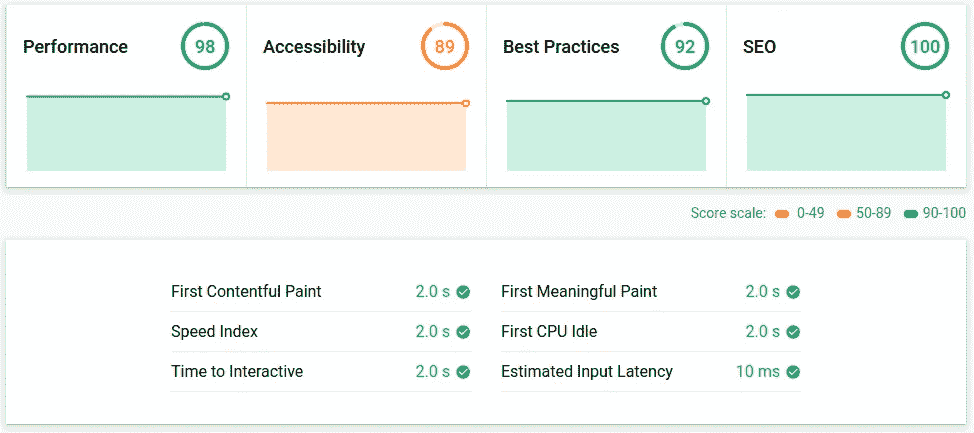 Performance 98 Accessibility 89 Best Practices 92 SEO 100
Score scale: 0-49 50-89 90-100
First Contentful Paint 2.0 s First Meaningful Paint 2.0 s
Speed Index 2.0 s First CPU Idle 2.0 s
Time to Interactive 2.0 s Estimated Input Latency 10 ms